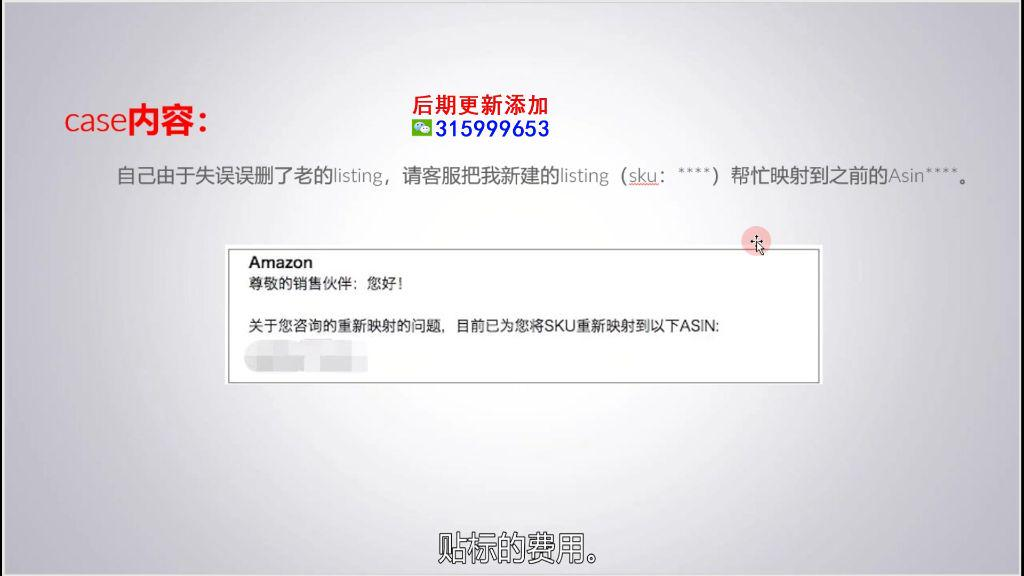 case内容：
后期更新添加
315999653
自己由于失误误删了老的listing，请客服把我新建的listing（sku：****）帮忙映射到之前的Asin****。
Amazon
尊敬的销售伙伴：您好！
关于您咨询的重新映射的问题，目前已为您将SKU重新映射到以下ASIN:
贴标的费用。